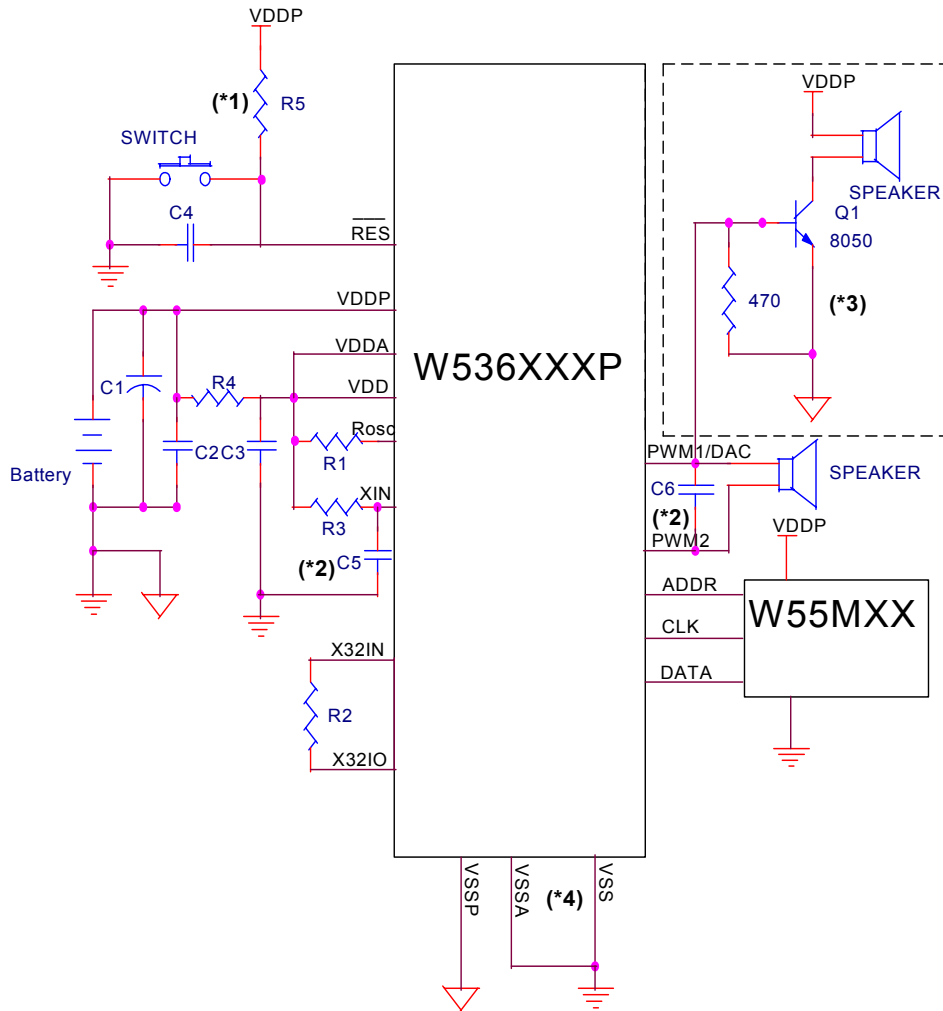 VDDP
(*1)
R5
SWITCH
C4
RES
VDDP
VDDP
SPEAKER
Q1
8050
470
(*3)
VDDA
W536XXXP
C1
R4
VDD
Battery
C2
C3
Rosc
R1
XIN
R3
(*2)
C5
PWM1/DAC
C6
SPEAKER
(*2)
VDDP
PWM2
ADDR
CLK
DATA
W55MXX
X32IN
R2
X32IO
VSSP
VSSA
(*4)
VSS